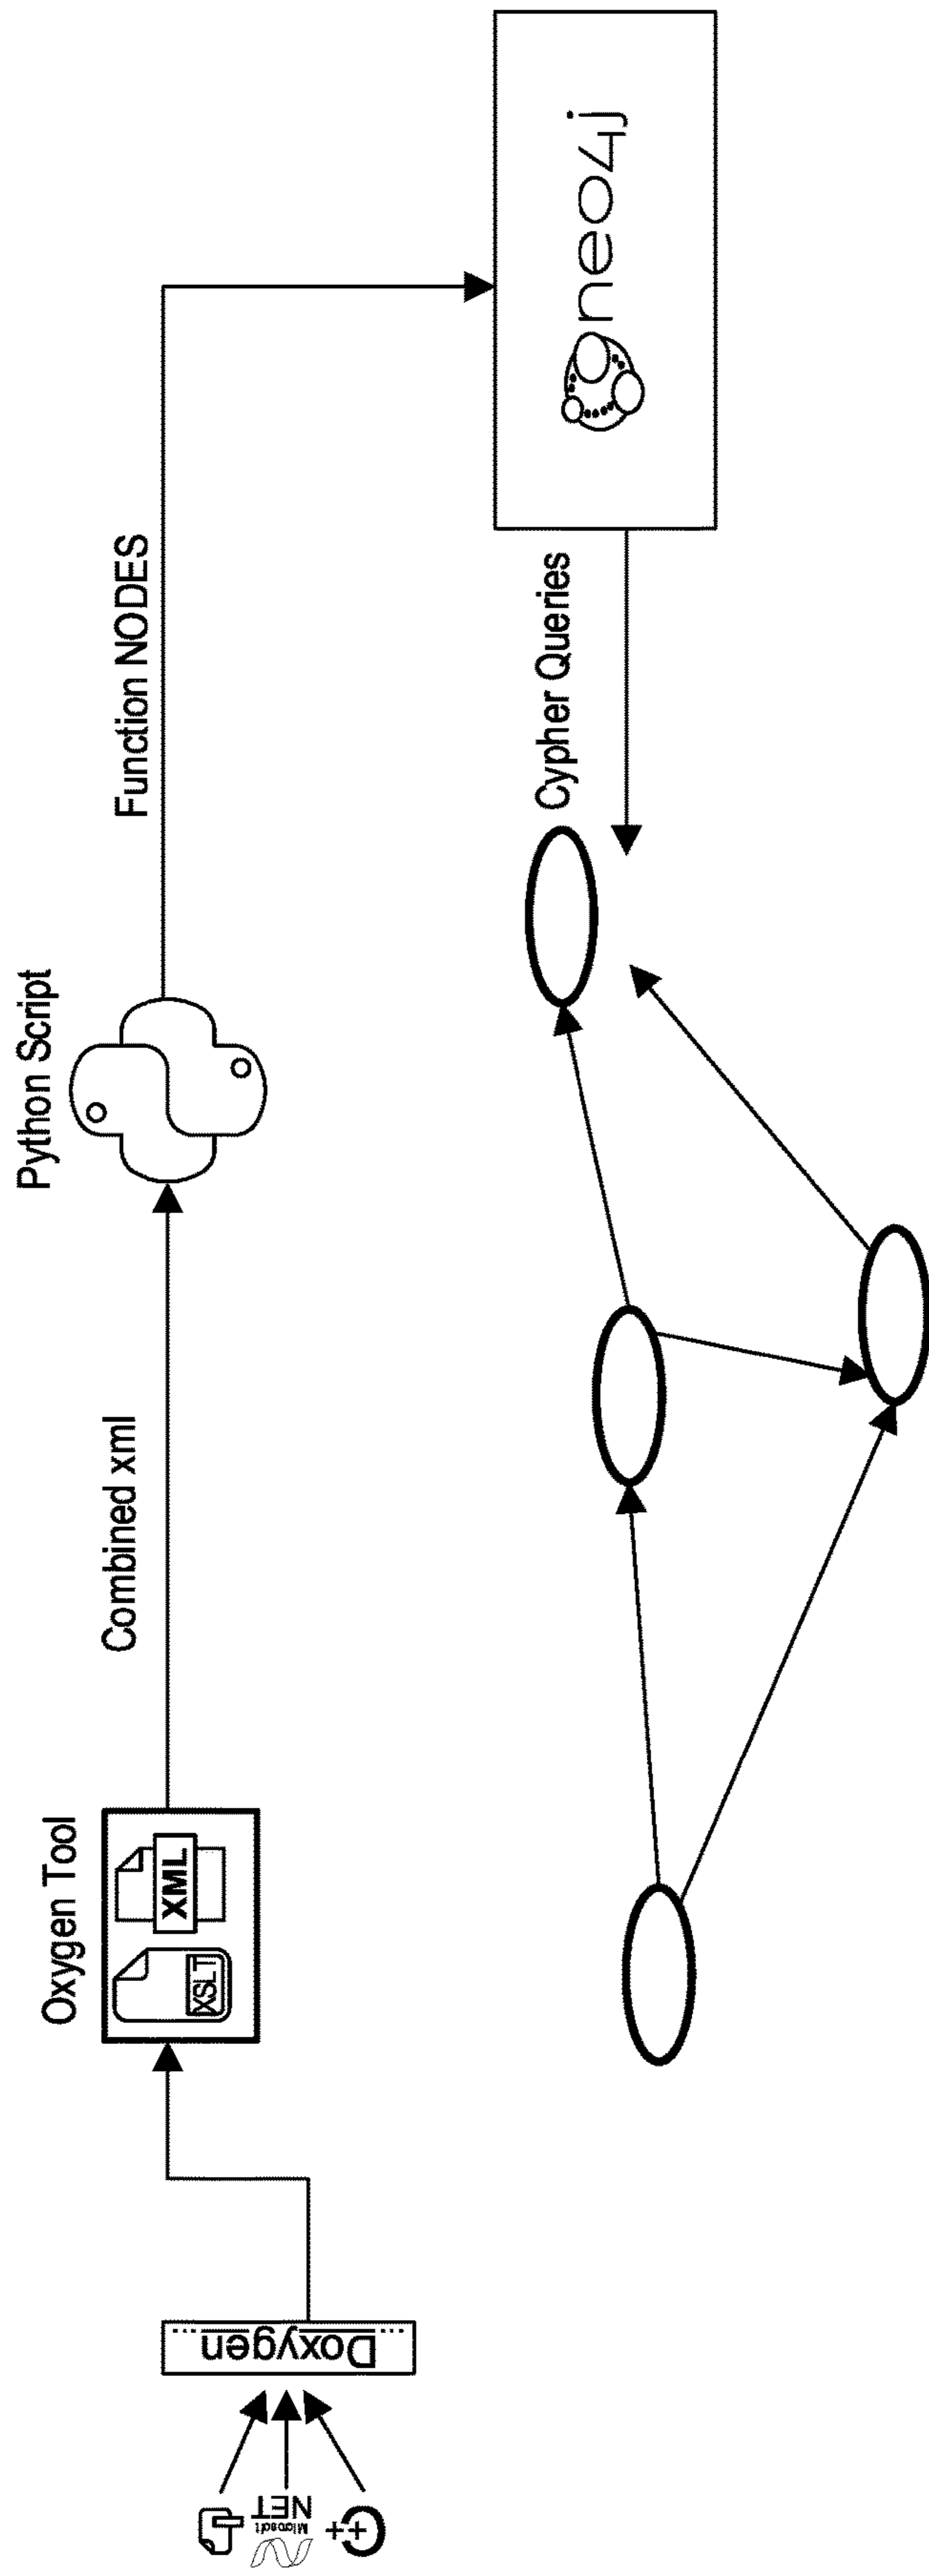 C++
Microsoft
NET
Doxygen
Oxygen Tool
XSLT
XML
Combined xml
Python Script
Function NODES
neo4j
Cypher Queries